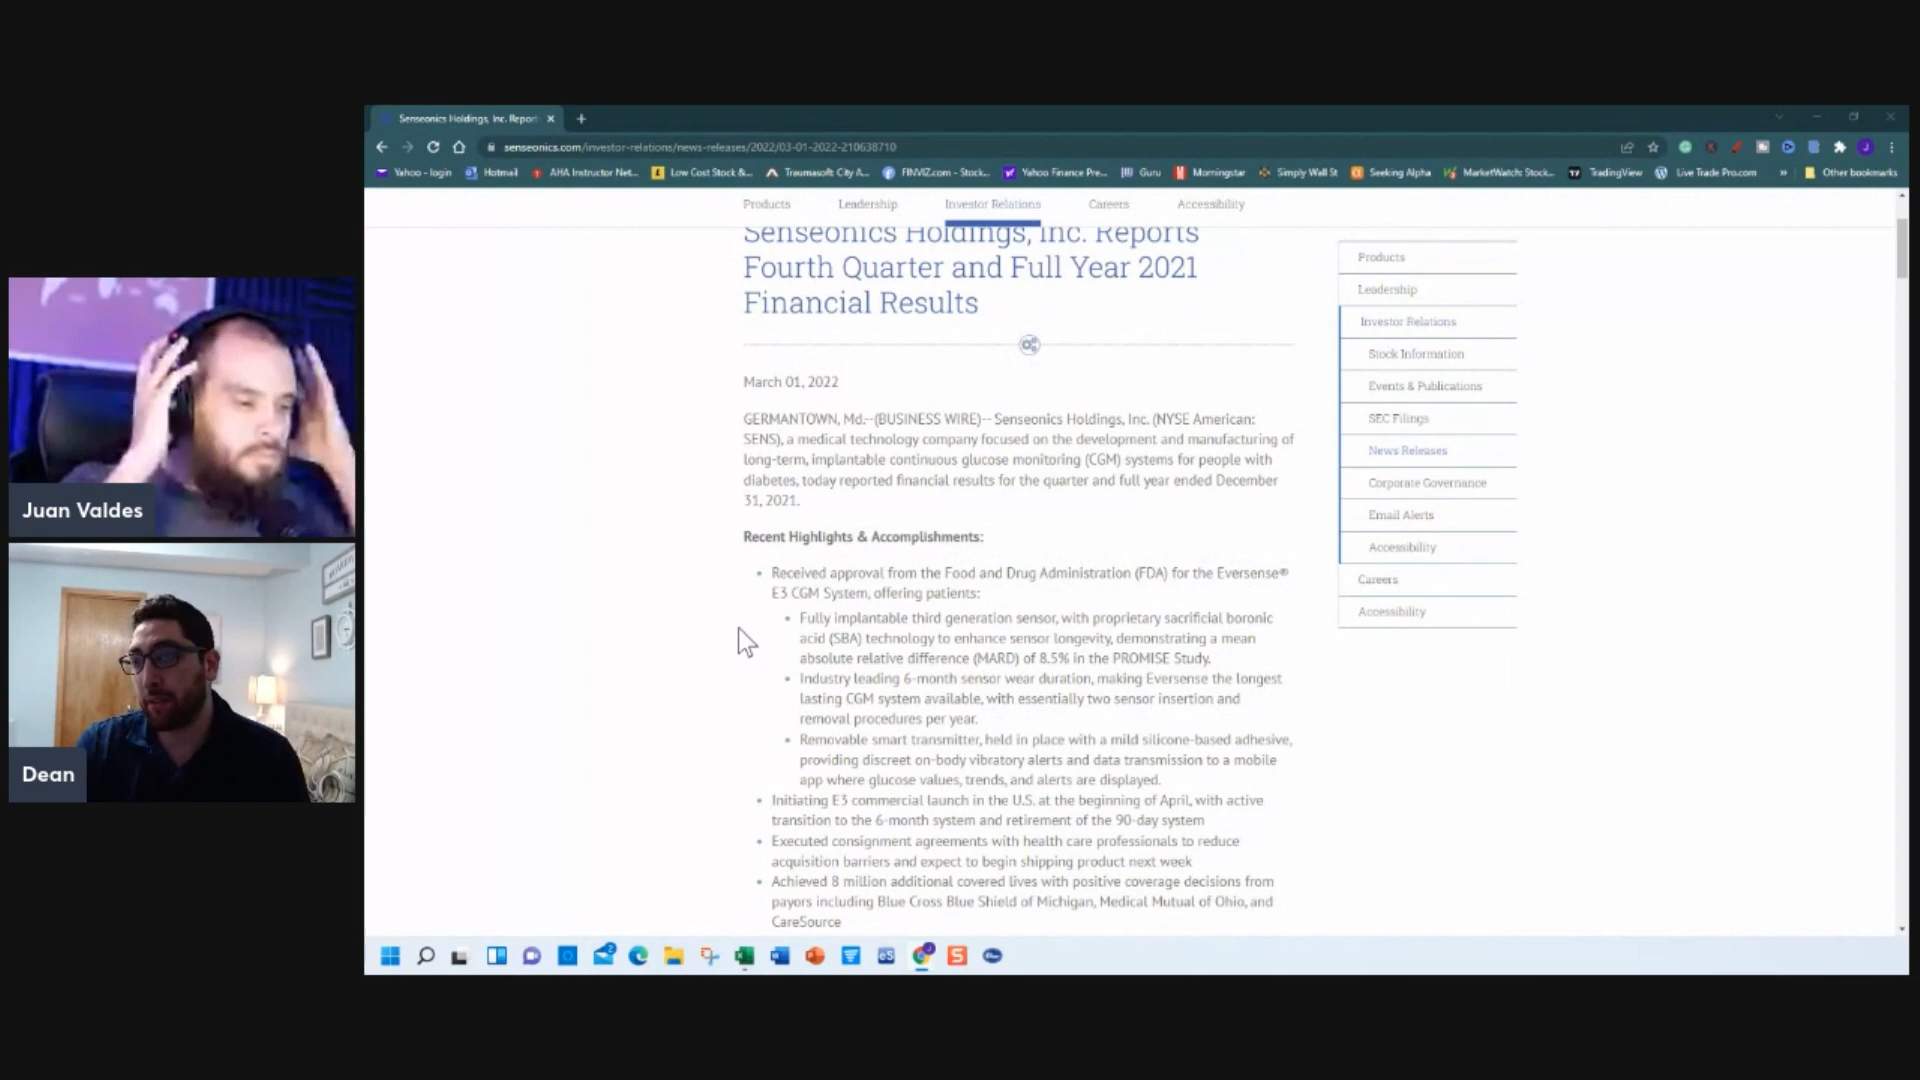 Senseonics Holdings, Inc. Report
senseonics.com/investor-relations/news-releases/2022/03-01-2022-210638710
Yahoo - login
Hotmail
AHA Instructor Net...
Low Cost Stock &...
Traumasoft City A...
FINVIZ.com - Stock...
Yahoo Finance Pre...
Guru
Morningstar
Simply Wall St
Seeking Alpha
MarketWatch: Stock...
TradingView
Live Trade Pro.com
»
Other bookmarks
Products
Leadership
Investor Relations
Careers
Accessibility
Senseonics Holdings, Inc. Reports
Fourth Quarter and Full Year 2021
Financial Results
March 01, 2022
GERMANTOWN, Md.--(BUSINESS WIRE)-- Senseonics Holdings, Inc. (NYSE American:
SENS), a medical technology company focused on the development and manufacturing of
long-term, implantable continuous glucose monitoring (CGM) systems for people with
diabetes, today reported financial results for the quarter and full year ended December
31, 2021.
Recent Highlights & Accomplishments:
Received approval from the Food and Drug Administration (FDA) for the Eversense®
E3 CGM System, offering patients:
Fully implantable third generation sensor, with proprietary sacrificial boronic
acid (SBA) technology to enhance sensor longevity, demonstrating a mean
absolute relative difference (MARD) of 8.5% in the PROMISE Study.
Industry leading 6-month sensor wear duration, making Eversense the longest
lasting CGM system available, with essentially two sensor insertion and
removal procedures per year.
Removable smart transmitter, held in place with a mild silicone-based adhesive,
providing discreet on-body vibratory alerts and data transmission to a mobile
app where glucose values, trends, and alerts are displayed.
Initiating E3 commercial launch in the U.S. at the beginning of April, with active
transition to the 6-month system and retirement of the 90-day system
Executed consignment agreements with health care professionals to reduce
acquisition barriers and expect to begin shipping product next week
Achieved 8 million additional covered lives with positive coverage decisions from
payors including Blue Cross Blue Shield of Michigan, Medical Mutual of Ohio, and
CareSource
Products
Leadership
Investor Relations
Stock Information
Events & Publications
SEC Filings
News Releases
Corporate Governance
Email Alerts
Accessibility
Careers
Accessibility
Juan Valdes
Dean